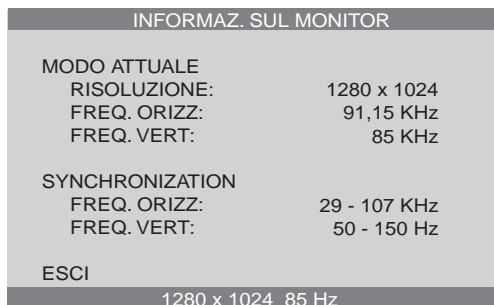 INFORMAZ. SUL MONITOR
MODO ATTUALE
RISOLUZIONE: 1280 x 1024
FREQ. ORIZZ: 91,15 KHz
FREQ. VERT: 85 KHz
SYNCHRONIZATION
FREQ. ORIZZ: 29 - 107 KHz
FREQ. VERT: 50 - 150 Hz
ESCI
1280 x 1024 85 Hz